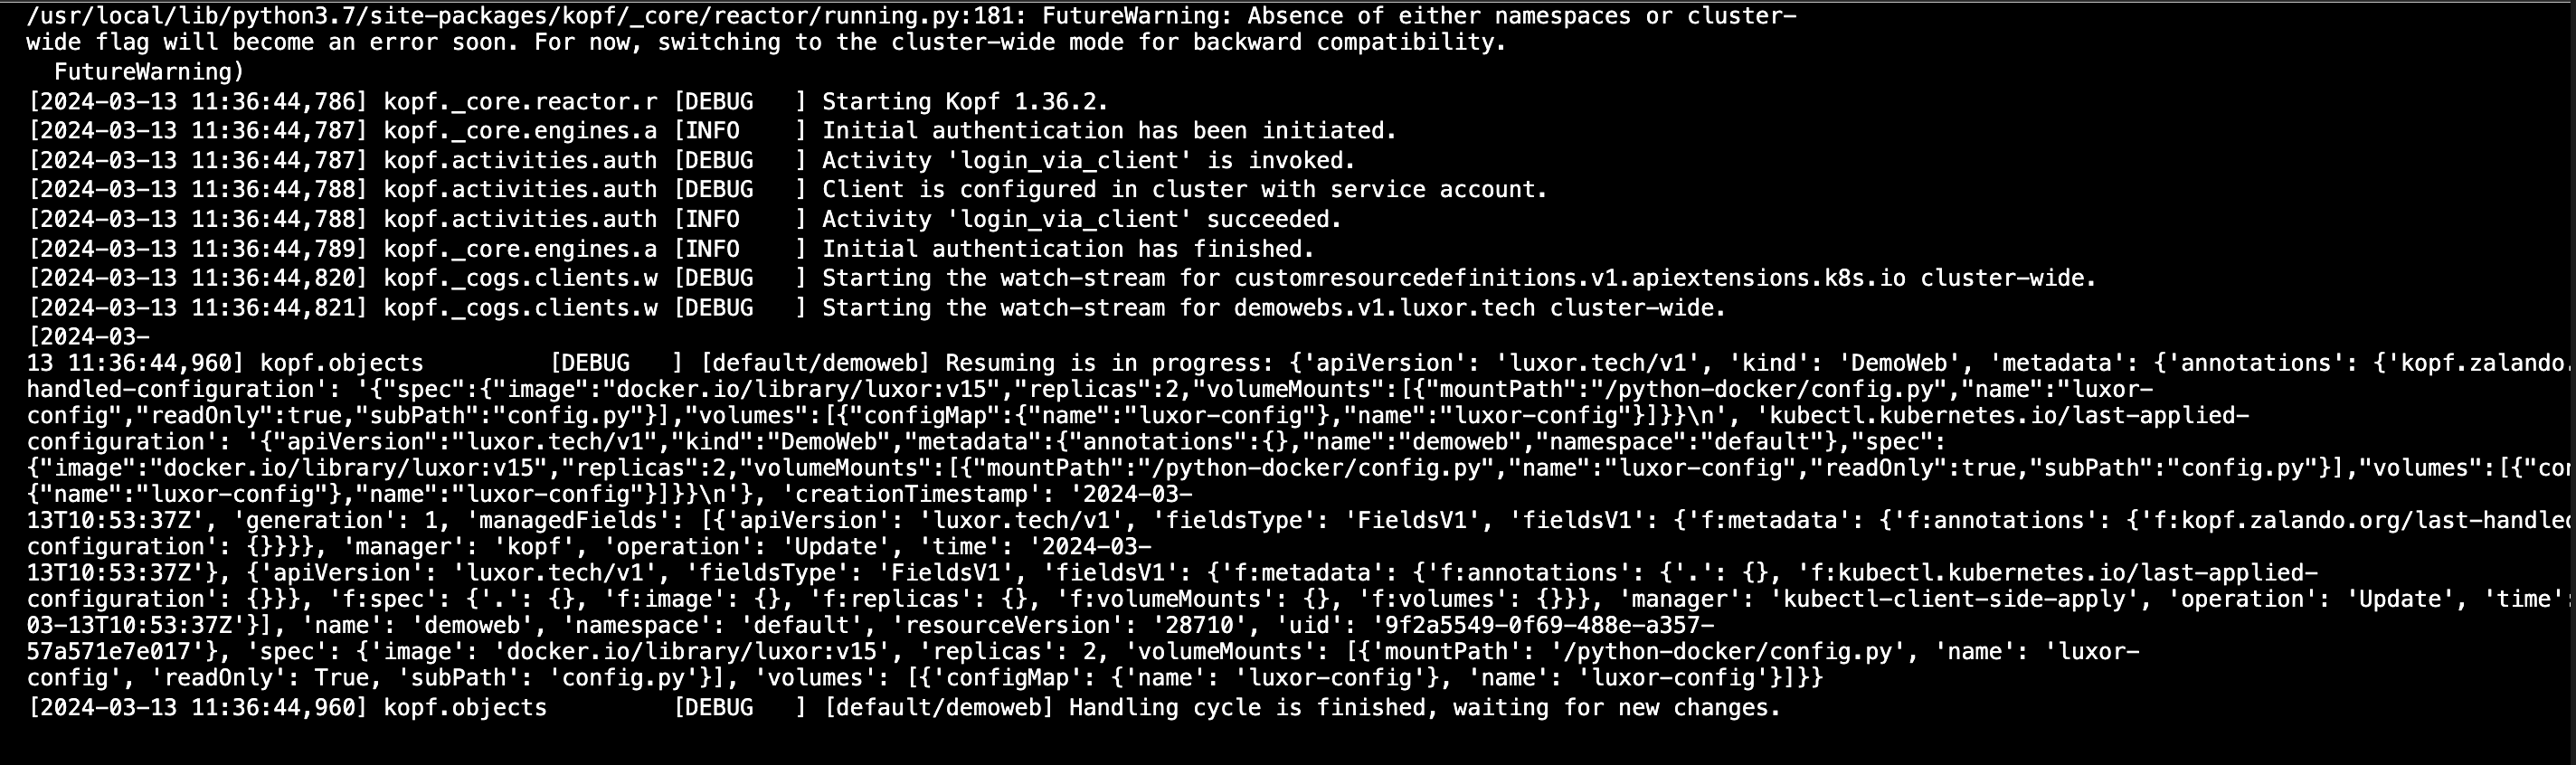 /usr/local/lib/python3.7/site-packages/kopf/_core/reactor/running.py:181: FutureWarning: Absence of either namespaces or cluster-
wide flag will become an error soon. For now, switching to the cluster-wide mode for backward compatibility.
  FutureWarning)
[2024-03-13 11:36:44,786] kopf._core.reactor.r [DEBUG   ] Starting Kopf 1.36.2.
[2024-03-13 11:36:44,787] kopf._core.engines.a [INFO    ] Initial authentication has been initiated.
[2024-03-13 11:36:44,787] kopf.activities.auth [DEBUG   ] Activity 'login_via_client' is invoked.
[2024-03-13 11:36:44,788] kopf.activities.auth [DEBUG   ] Client is configured in cluster with service account.
[2024-03-13 11:36:44,788] kopf.activities.auth [INFO    ] Activity 'login_via_client' succeeded.
[2024-03-13 11:36:44,789] kopf._core.engines.a [INFO    ] Initial authentication has finished.
[2024-03-13 11:36:44,820] kopf._cogs.clients.w [DEBUG   ] Starting the watch-stream for customresourcedefinitions.v1.apiextensions.k8s.io cluster-wide.
[2024-03-13 11:36:44,821] kopf._cogs.clients.w [DEBUG   ] Starting the watch-stream for demowebs.v1.luxor.tech cluster-wide.
[2024-03-
13 11:36:44,960] kopf.objects         [DEBUG   ] [default/demoweb] Resuming is in progress: {'apiVersion': 'luxor.tech/v1', 'kind': 'DemoWeb', 'metadata': {'annotations': {'kopf.zalando.
handled-configuration': '{"spec":{"image":"docker.io/library/luxor:v15","replicas":2,"volumeMounts":[{"mountPath":"/python-docker/config.py","name":"luxor-
config","readOnly":true,"subPath":"config.py"}],"volumes":[{"configMap":{"name":"luxor-config"},"name":"luxor-config"}]}}\n', 'kubectl.kubernetes.io/last-applied-
configuration': '{"apiVersion":"luxor.tech/v1","kind":"DemoWeb","metadata":{"annotations":{},"name":"demoweb","namespace":"default"},"spec":
{"image":"docker.io/library/luxor:v15","replicas":2,"volumeMounts":[{"mountPath":"/python-docker/config.py","name":"luxor-config","readOnly":true,"subPath":"config.py"}],"volumes":[{"co
{"name":"luxor-config"},"name":"luxor-config"}]}}\n'}, 'creationTimestamp': '2024-03-
13T10:53:37Z', 'generation': 1, 'managedFields': [{'apiVersion': 'luxor.tech/v1', 'fieldsType': 'FieldsV1', 'fieldsV1': {'f:metadata': {'f:annotations': {'f:kopf.zalando.org/last-handle
configuration': {}}}}, 'manager': 'kopf', 'operation': 'Update', 'time': '2024-03-
13T10:53:37Z'}, {'apiVersion': 'luxor.tech/v1', 'fieldsType': 'FieldsV1', 'fieldsV1': {'f:metadata': {'f:annotations': {'.': {}, 'f:kubectl.kubernetes.io/last-applied-
configuration': {}}}, 'f:spec': {'.': {}, 'f:image': {}, 'f:replicas': {}, 'f:volumeMounts': {}, 'f:volumes': {}}}, 'manager': 'kubectl-client-side-apply', 'operation': 'Update', 'time'
03-13T10:53:37Z'}], 'name': 'demoweb', 'namespace': 'default', 'resourceVersion': '28710', 'uid': '9f2a5549-0f69-488e-a357-
57a571e7e017'}, 'spec': {'image': 'docker.io/library/luxor:v15', 'replicas': 2, 'volumeMounts': [{'mountPath': '/python-docker/config.py', 'name': 'luxor-
config', 'readOnly': True, 'subPath': 'config.py'}], 'volumes': [{'configMap': {'name': 'luxor-config'}, 'name': 'luxor-config'}]}}
[2024-03-13 11:36:44,960] kopf.objects         [DEBUG   ] [default/demoweb] Handling cycle is finished, waiting for new changes.